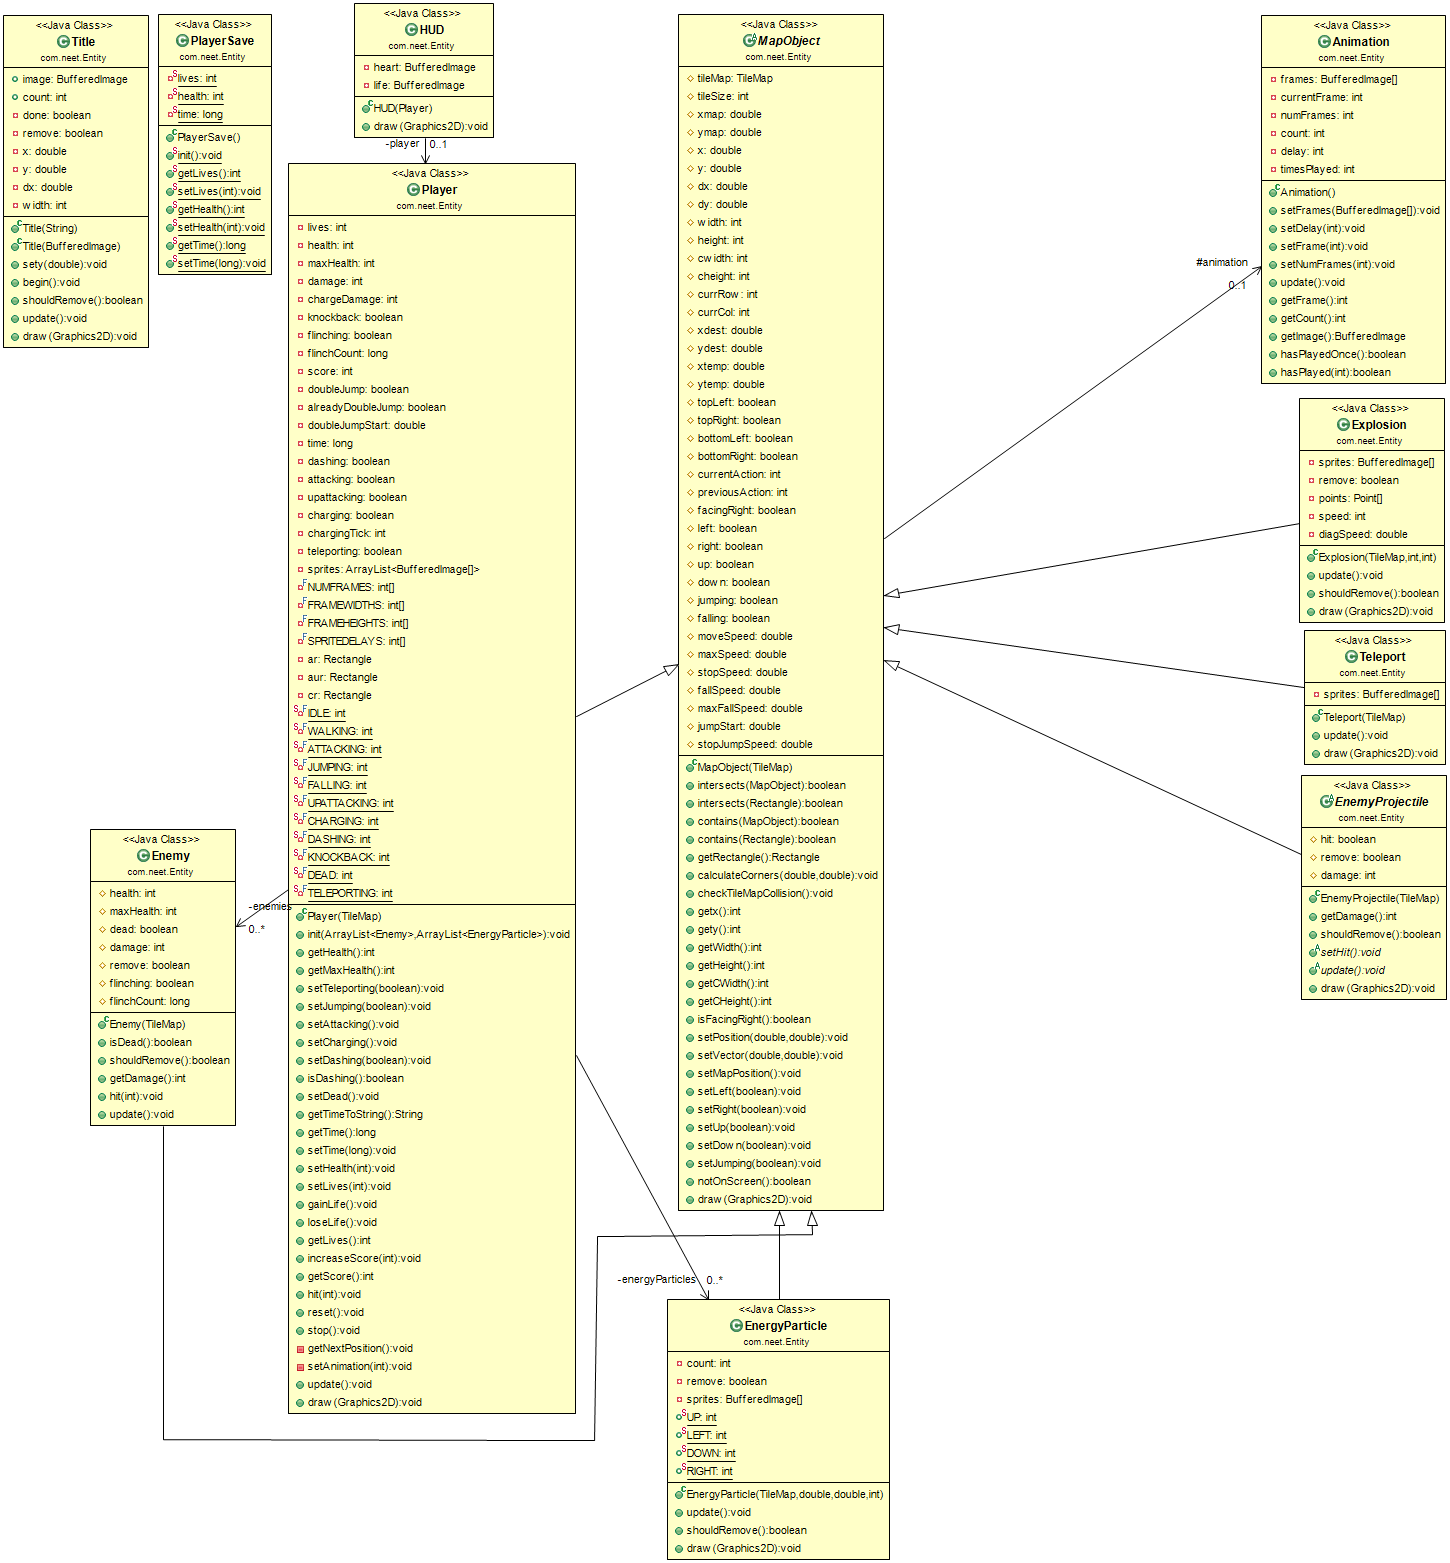 <<Java Class>>
Title
com.neet.Entity
image: BufferedImage
count: int
done: boolean
remove: boolean
x: double
y: double
dx: double
width: int
Title(String)
Title(BufferedImage)
sety(double):void
begin():void
shouldRemove():boolean
update():void
draw(Graphics2D):void
<<Java Class>>
PlayerSave
com.neet.Entity
lives: int
health: int
time: long
PlayerSave()
init():void
getLives():int
setLives(int):void
getHealth():int
setHealth(int):void
getTime():long
setTime(long):void
<<Java Class>>
HUD
com.neet.Entity
heart: BufferedImage
life: BufferedImage
HUD(Player)
draw(Graphics2D):void
-player
0..1
<<Java Class>>
Player
com.neet.Entity
lives: int
health: int
maxHealth: int
damage: int
chargeDamage: int
knockback: boolean
flinching: boolean
flinchCount: long
score: int
doubleJump: boolean
alreadyDoubleJump: boolean
doubleJumpStart: double
time: long
dashing: boolean
attacking: boolean
upattacking: boolean
charging: boolean
chargingTick: int
teleporting: boolean
sprites: ArrayList<BufferedImage[]>
NUMFRAMES: int[]
FRAMEWIDTHS: int[]
FRAMEHEIGHTS: int[]
SPRITEDELAYS: int[]
ar: Rectangle
aur: Rectangle
cr: Rectangle
IDLE: int
WALKING: int
ATTACKING: int
JUMPING: int
FALLING: int
UPATTACKING: int
CHARGING: int
DASHING: int
KNOCKBACK: int
DEAD: int
TELEPORTING: int
Player(TileMap)
init(ArrayList<Enemy>,ArrayList<EnergyParticle>):void
getHealth():int
getMaxHealth():int
setTeleporting(boolean):void
setJumping(boolean):void
setAttacking():void
setCharging():void
setDashing(boolean):void
isDashing():boolean
setDead():void
getTimeToString():String
getTime():long
setTime(long):void
setHealth(int):void
setLives(int):void
gainLife():void
loseLife():void
getLives():int
increaseScore(int):void
getScore():int
hit(int):void
reset():void
stop():void
getNextPosition():void
setAnimation(int):void
update():void
draw(Graphics2D):void
-enemies
0..*
<<Java Class>>
Enemy
com.neet.Entity
health: int
maxHealth: int
dead: boolean
damage: int
remove: boolean
flinching: boolean
flinchCount: long
Enemy(TileMap)
isDead():boolean
shouldRemove():boolean
getDamage():int
hit(int):void
update():void
<<Java Class>>
MapObject
com.neet.Entity
tileMap: TileMap
tileSize: int
xmap: double
ymap: double
x: double
y: double
dx: double
dy: double
width: int
height: int
cwidth: int
cheight: int
currRow: int
currCol: int
xdest: double
ydest: double
xtemp: double
ytemp: double
topLeft: boolean
topRight: boolean
bottomLeft: boolean
bottomRight: boolean
currentAction: int
previousAction: int
facingRight: boolean
left: boolean
right: boolean
up: boolean
down: boolean
jumping: boolean
falling: boolean
moveSpeed: double
maxSpeed: double
stopSpeed: double
fallSpeed: double
maxFallSpeed: double
jumpStart: double
stopJumpSpeed: double
MapObject(TileMap)
intersects(MapObject):boolean
intersects(Rectangle):boolean
contains(MapObject):boolean
contains(Rectangle):boolean
getRectangle():Rectangle
calculateCorners(double,double):void
checkTileMapCollision():void
getx():int
gety():int
getWidth():int
getHeight():int
getCWidth():int
getCHeight():int
isFacingRight():boolean
setPosition(double,double):void
setVector(double,double):void
setMapPosition():void
setLeft(boolean):void
setRight(boolean):void
setUp(boolean):void
setDown(boolean):void
setJumping(boolean):void
notOnScreen():boolean
draw(Graphics2D):void
-energyParticles
0..*
<<Java Class>>
EnergyParticle
com.neet.Entity
count: int
remove: boolean
sprites: BufferedImage[]
UP: int
LEFT: int
DOWN: int
RIGHT: int
EnergyParticle(TileMap,double,double,int)
update():void
shouldRemove():boolean
draw(Graphics2D):void
#animation
0..1
<<Java Class>>
Animation
com.neet.Entity
frames: BufferedImage[]
currentFrame: int
numFrames: int
count: int
delay: int
timesPlayed: int
Animation()
setFrames(BufferedImage[]):void
setDelay(int):void
setFrame(int):void
setNumFrames(int):void
update():void
getFrame():int
getCount():int
getImage():BufferedImage
hasPlayedOnce():boolean
hasPlayed(int):boolean
<<Java Class>>
Explosion
com.neet.Entity
sprites: BufferedImage[]
remove: boolean
points: Point[]
speed: int
diagSpeed: double
Explosion(TileMap,int,int)
update():void
shouldRemove():boolean
draw(Graphics2D):void
<<Java Class>>
Teleport
com.neet.Entity
sprites: BufferedImage[]
Teleport(TileMap)
update():void
draw(Graphics2D):void
<<Java Class>>
EnemyProjectile
com.neet.Entity
hit: boolean
remove: boolean
damage: int
EnemyProjectile(TileMap)
getDamage():int
shouldRemove():boolean
setHit():void
update():void
draw(Graphics2D):void